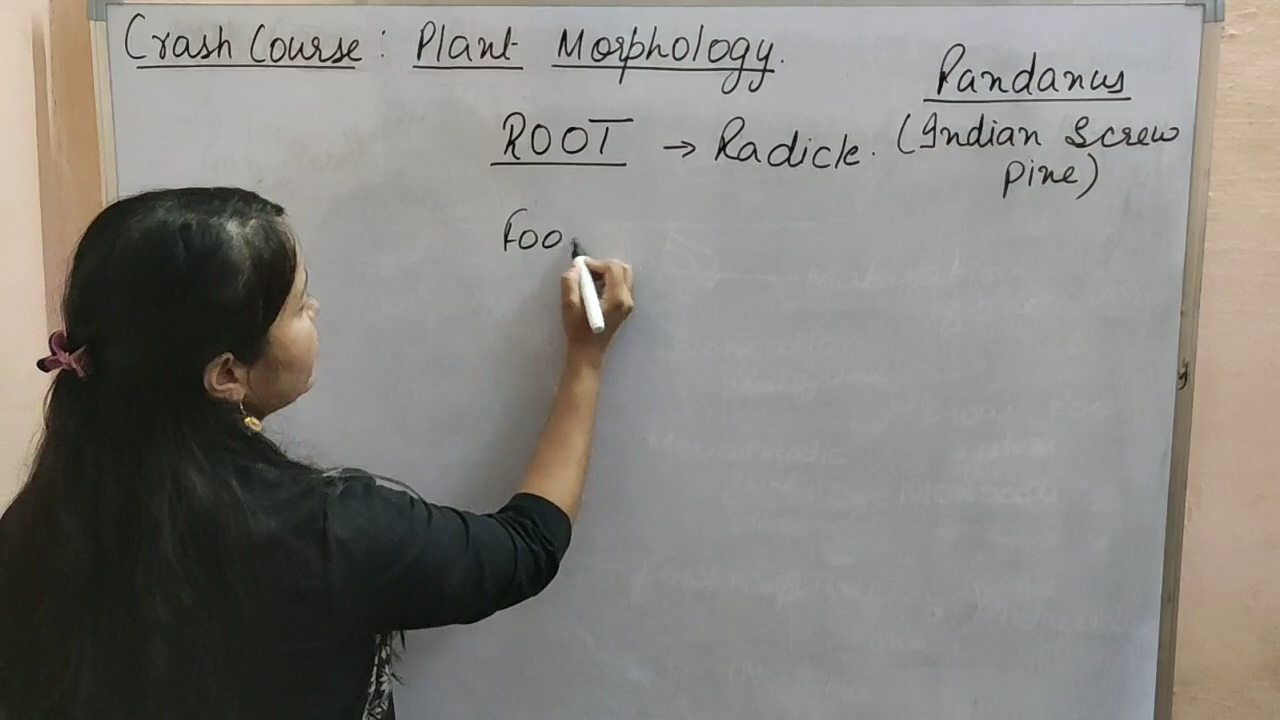 Crash Course : Plant Morphology.
Pandanus
ROOT → Radicle. (Indian Screw
Pine)
Foo